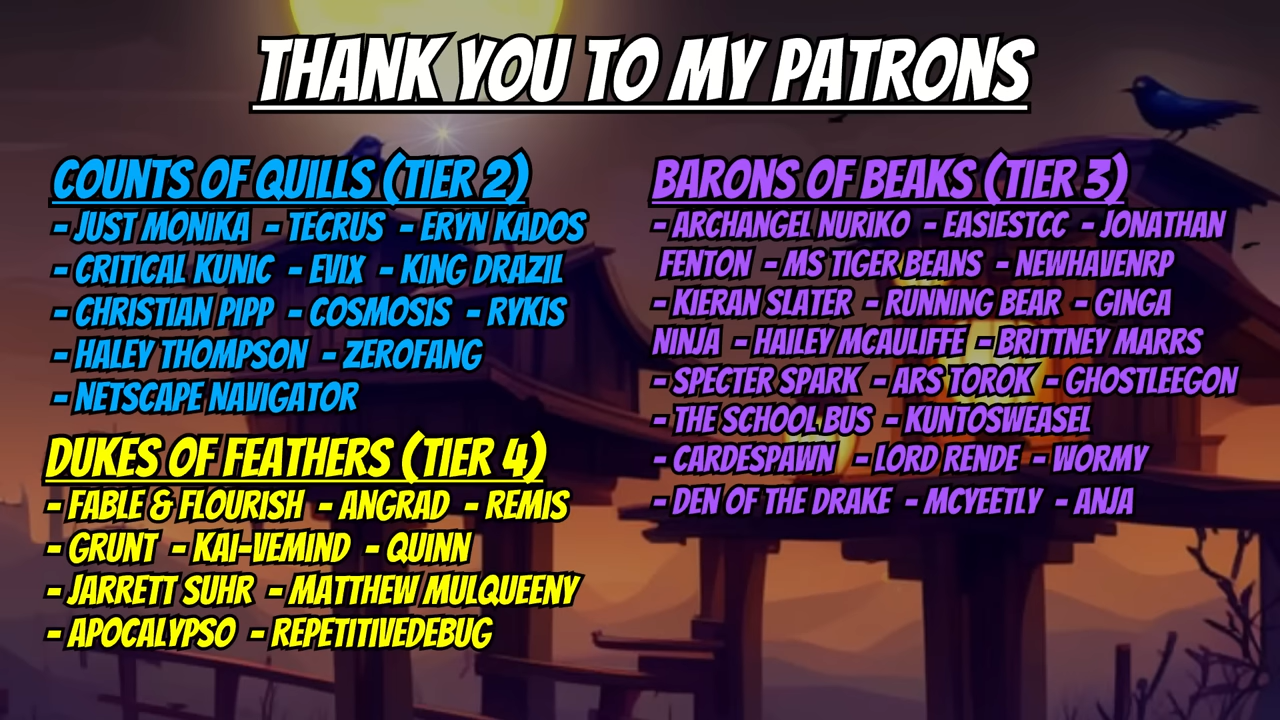 THANK YOU TO MY PATRONS
COUNTS OF QUILLS (TIER 2)
- JUST MONIKA - TECRUS - ERYN KADOS
- CRITICAL KUNIC - EVIX - KING DRAZIL
- CHRISTIAN PIPP - COSMOSIS - RYKIS
- HALEY THOMPSON - ZEROFANG
- NETSCAPE NAVIGATOR
DUKES OF FEATHERS (TIER 4)
- FABLE & FLOURISH - ANGRAD - REMIS
- GRUNT - KAI-VEMIND - QUINN
- JARRETT SUHR - MATTHEW MULQUEENY
- APOCALYPSO - REPETITIVEDEBUG
BARONS OF BEAKS (TIER 3)
- ARCHANGEL NURIKO - EASIESTCC - JONATHAN
FENTON - MS TIGER BEANS - NEWHAVENRP
- KIERAN SLATER - RUNNING BEAR - GINGA
NINJA - HAILEY MCAULIFFE - BRITTNEY MARRS
- SPECTER SPARK - ARS TOROK - GHOSTLEEGON
- THE SCHOOL BUS - KUNTOSWEASEL
- CARDESPAWN - LORD RENDE - WORMY
- DEN OF THE DRAKE - MCYEETLY - ANJA